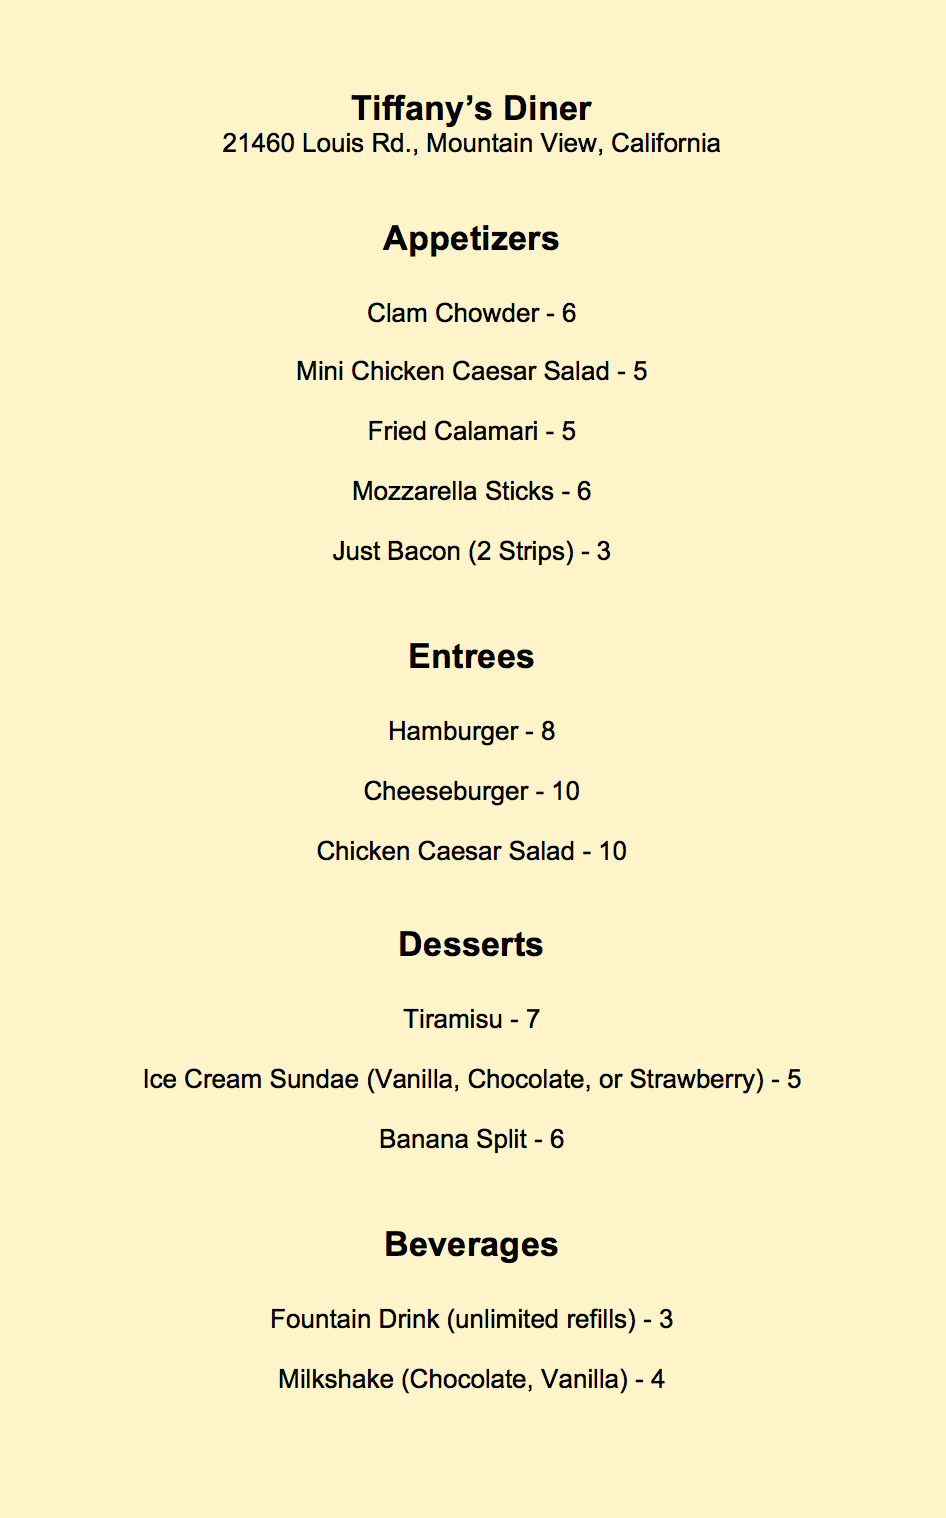 Tiffany’s Diner
21460 Louis Rd., Mountain View, California
Appetizers
Clam Chowder - 6
Mini Chicken Caesar Salad - 5
Fried Calamari - 5
Mozzarella Sticks - 6
Just Bacon (2 Strips) - 3
Entrees
Hamburger - 8
Cheeseburger - 10
Chicken Caesar Salad - 10
Desserts
Tiramisu - 7
Ice Cream Sundae (Vanilla, Chocolate, or Strawberry) - 5
Banana Split - 6
Beverages
Fountain Drink (unlimited refills) - 3
Milkshake (Chocolate, Vanilla) - 4